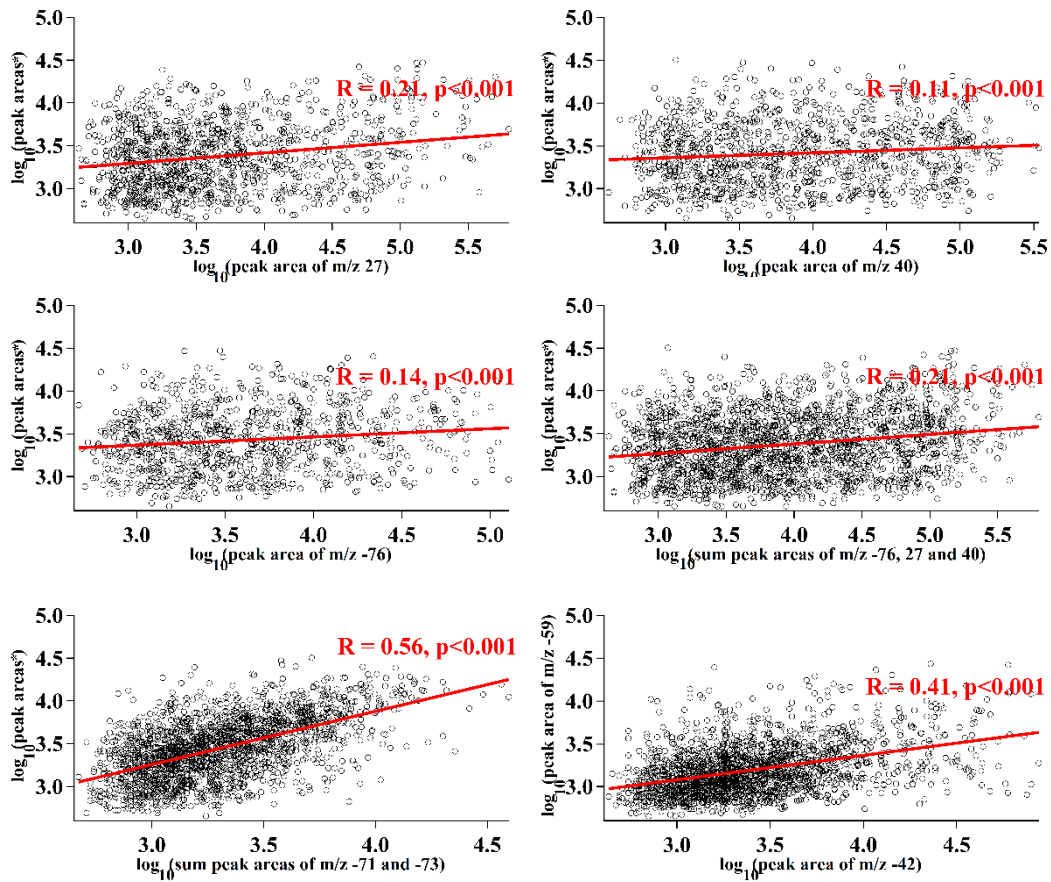 5.0
4.5
4.0
3.5
3.0
log10(peak areas*)
R = 0.21, p<0.001
3.0 3.5 4.0 4.5 5.0 5.5
log10(peak area of m/z 27)
5.0
4.5
4.0
3.5
3.0
log10(peak areas*)
R = 0.11, p<0.001
3.0 3.5 4.0 4.5 5.0 5.5
log10(peak area of m/z 40)
5.0
4.5
4.0
3.5
3.0
log10(peak areas*)
R = 0.14, p<0.001
3.0 3.5 4.0 4.5 5.0
log10(peak area of m/z -76)
5.0
4.5
4.0
3.5
3.0
log10(peak areas*)
R = 0.21, p<0.001
3.0 3.5 4.0 4.5 5.0 5.5
log10(sum peak areas of m/z -76, 27 and 40)
5.0
4.5
4.0
3.5
3.0
log10(peak areas*)
R = 0.56, p<0.001
3.0 3.5 4.0 4.5
log10(sum peak areas of m/z -71 and -73)
5.0
4.5
4.0
3.5
3.0
log10(peak area of m/z -59)
R = 0.41, p<0.001
3.0 3.5 4.0 4.5
log10(peak area of m/z -42)